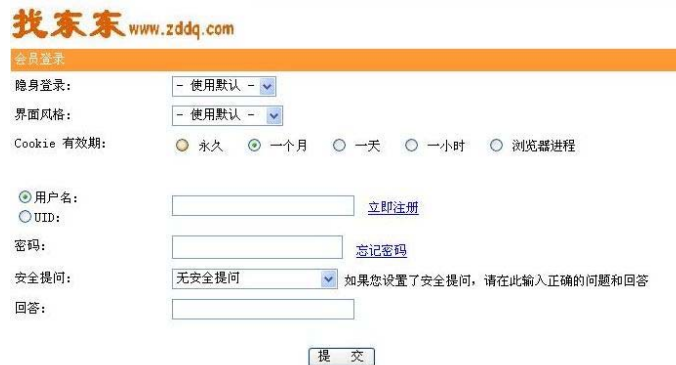 找东东 www.zddq.com
会员登录
隐身登录: - 使用默认 -
界面风格: - 使用默认 -
Cookie 有效期: 永久 一个月 一天 一小时 浏览器进程
用户名: 立即注册
UID:
密码: 忘记密码
安全提问: 无安全提问 如果您设置了安全提问，请在此输入正确的问题和回答
回答:
提 交